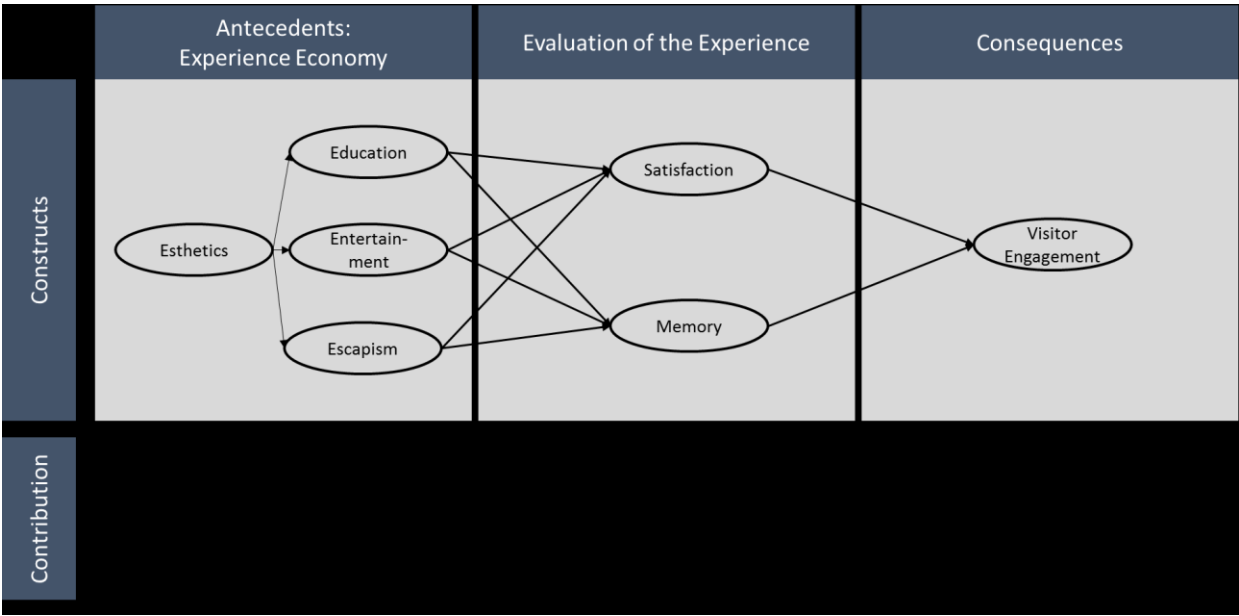 Antecedents:
Experience Economy
Evaluation of the Experience
Consequences
Constructs
Education
Satisfaction
Esthetics
Entertain-
ment
Visitor
Engagement
Escapism
Memory
Contribution